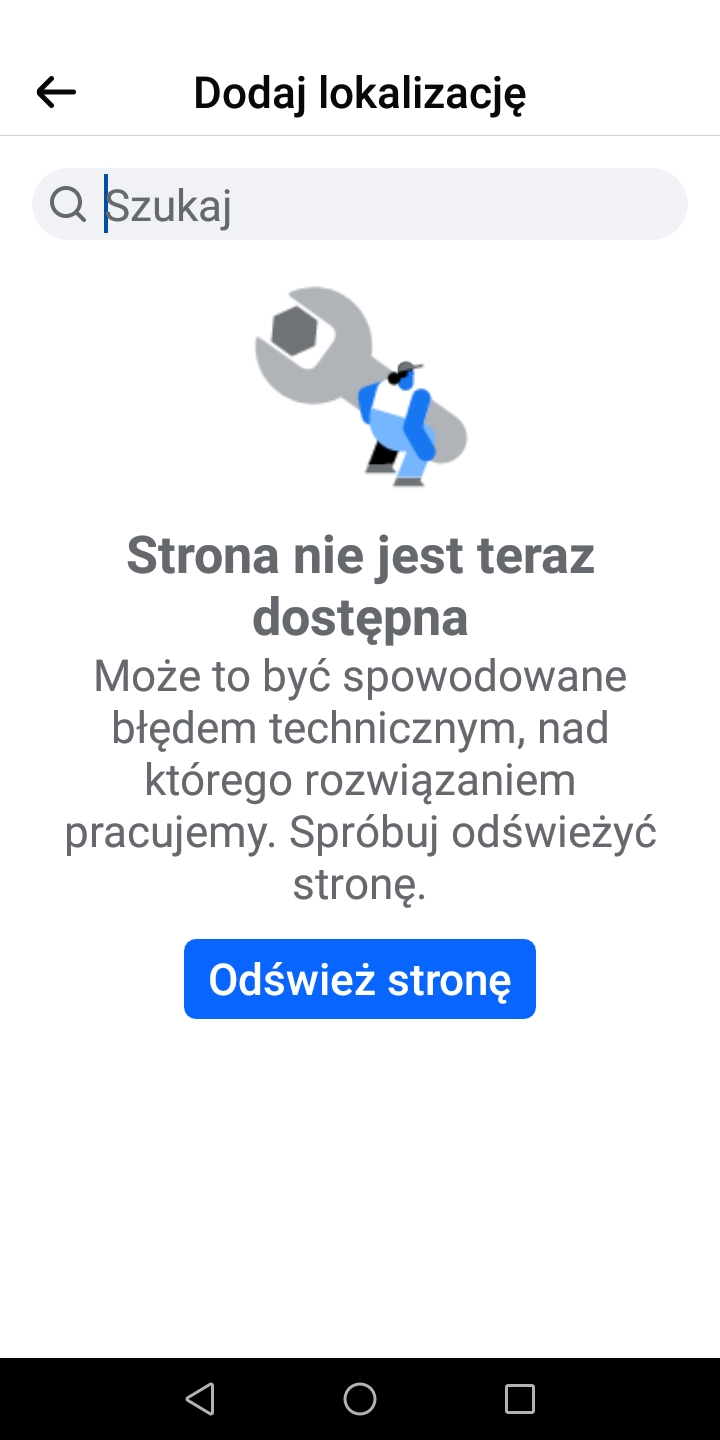 Dodaj lokalizację
Szukaj
Strona nie jest teraz
dostępna
Może to być spowodowane
błędem technicznym, nad
którego rozwiązaniem
pracujemy. Spróbuj odświeżyć
stronę.
Odśwież stronę